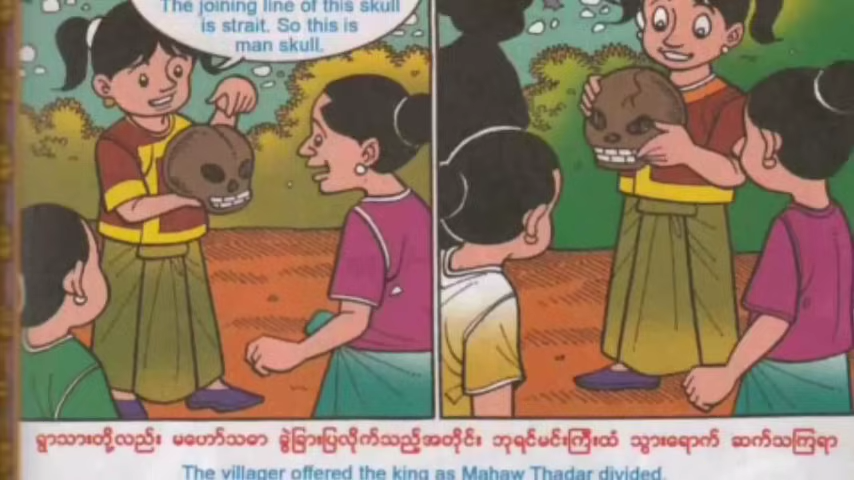 The joining line of this skull
is strait. So this is
man skull.
ရွာသားတို့လည်း မဟော်သဓာ ခွဲခြားပြလိုက်သည့်အတိုင်း ဘုရင်မင်းကြီးထံ သွားရောက် ဆက်သကြရာ
The villager offered the king as Mahaw Thadar divided.